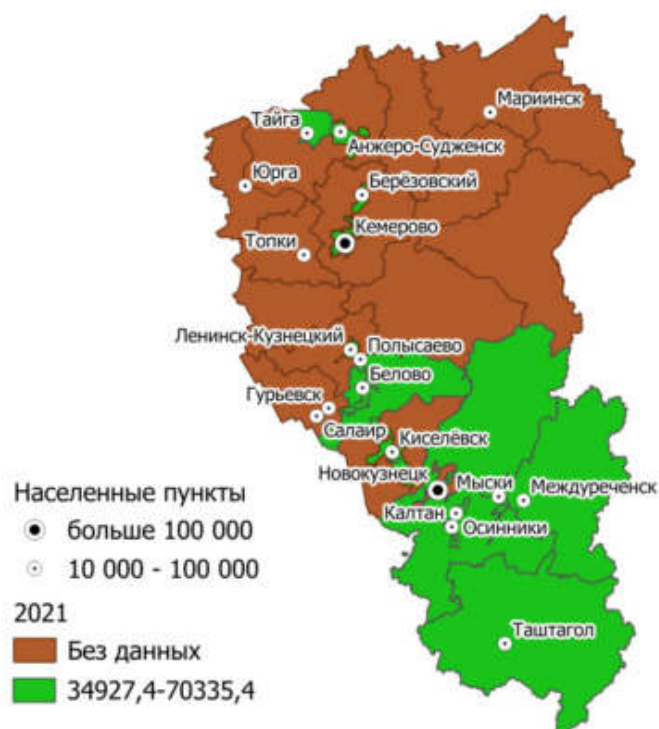 Мариинск
Тайга
Анжеро-Судженск
Юрга
Берёзовский
Кемерово
Топки
Ленинск-Кузнецкий
Полысаево
Белово
Гурьевск
Салаир
Киселёвск
Новокузнецк
Мыски
Междуреченск
Калтан
Осинники
Таштагол
Населенные пункты
больше 100 000
10 000 - 100 000
2021
Без данных
34927,4-70335,4